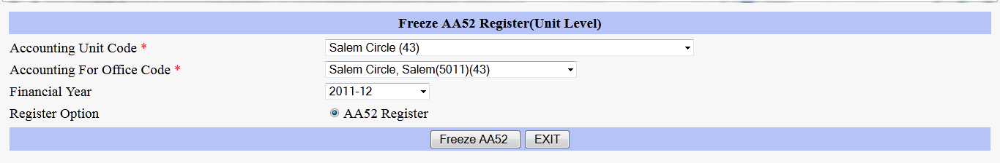 Freeze AA52 Register(Unit Level)
Accounting Unit Code * Salem Circle (43)
Accounting For Office Code * Salem Circle, Salem(5011)(43)
Financial Year 2011-12
Register Option AA52 Register
Freeze AA52 EXIT